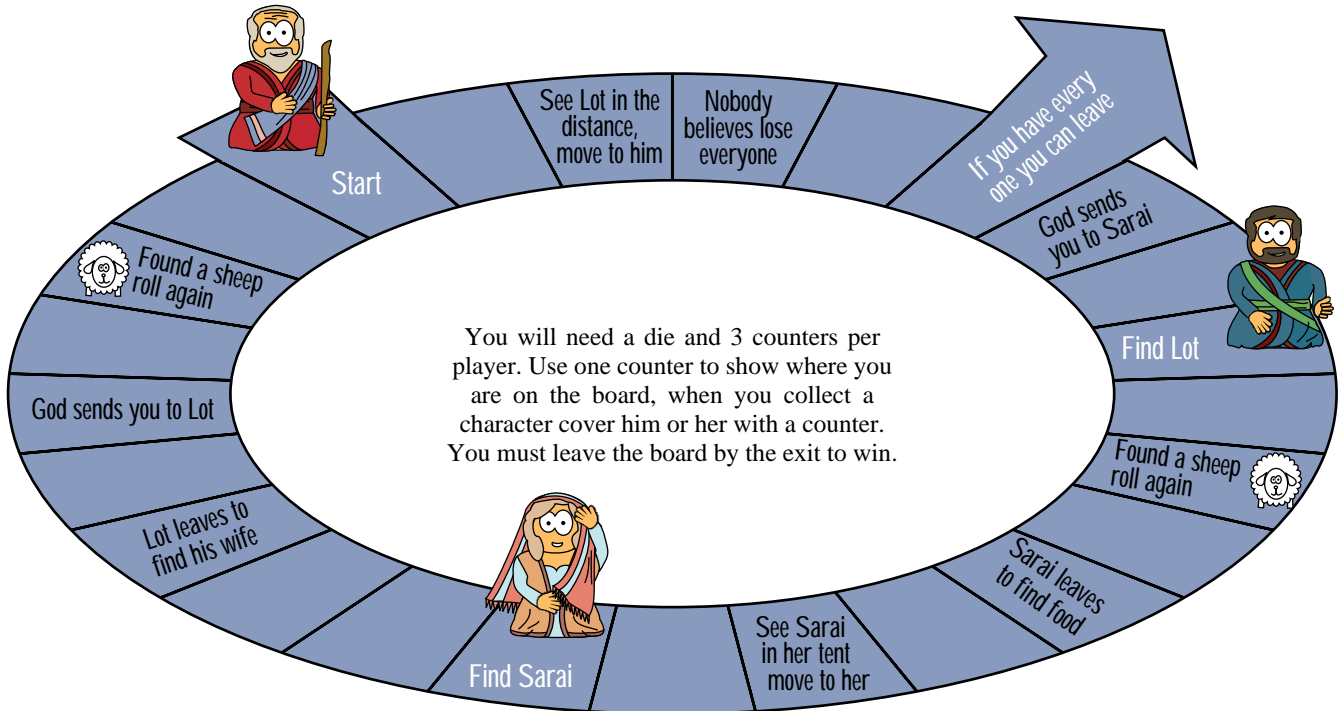 Start
See Lot in the
distance,
move to him
Nobody
believes lose
everyone
If you have every
one you can leave
God sends
you to Sarai
Find Lot
Found a sheep
roll again
Sarai leaves
to find food
See Sarai
in her tent
move to her
Find Sarai
Lot leaves to
find his wife
God sends you to Lot
Found a sheep
roll again
You will need a die and 3 counters per
player. Use one counter to show where you
are on the board, when you collect a
character cover him or her with a counter.
You must leave the board by the exit to win.